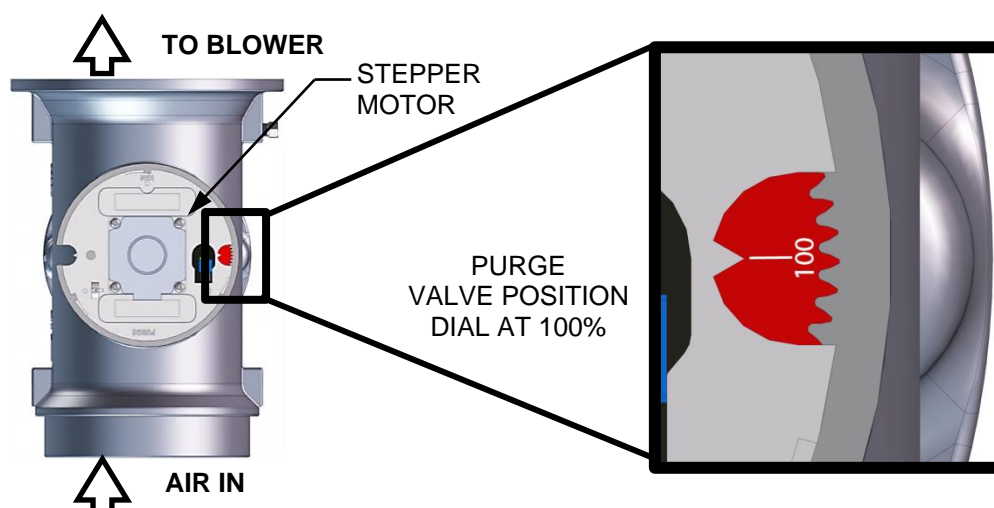 TO BLOWER
STEPPER
MOTOR
PURGE
VALVE POSITION
DIAL AT 100%
100
AIR IN